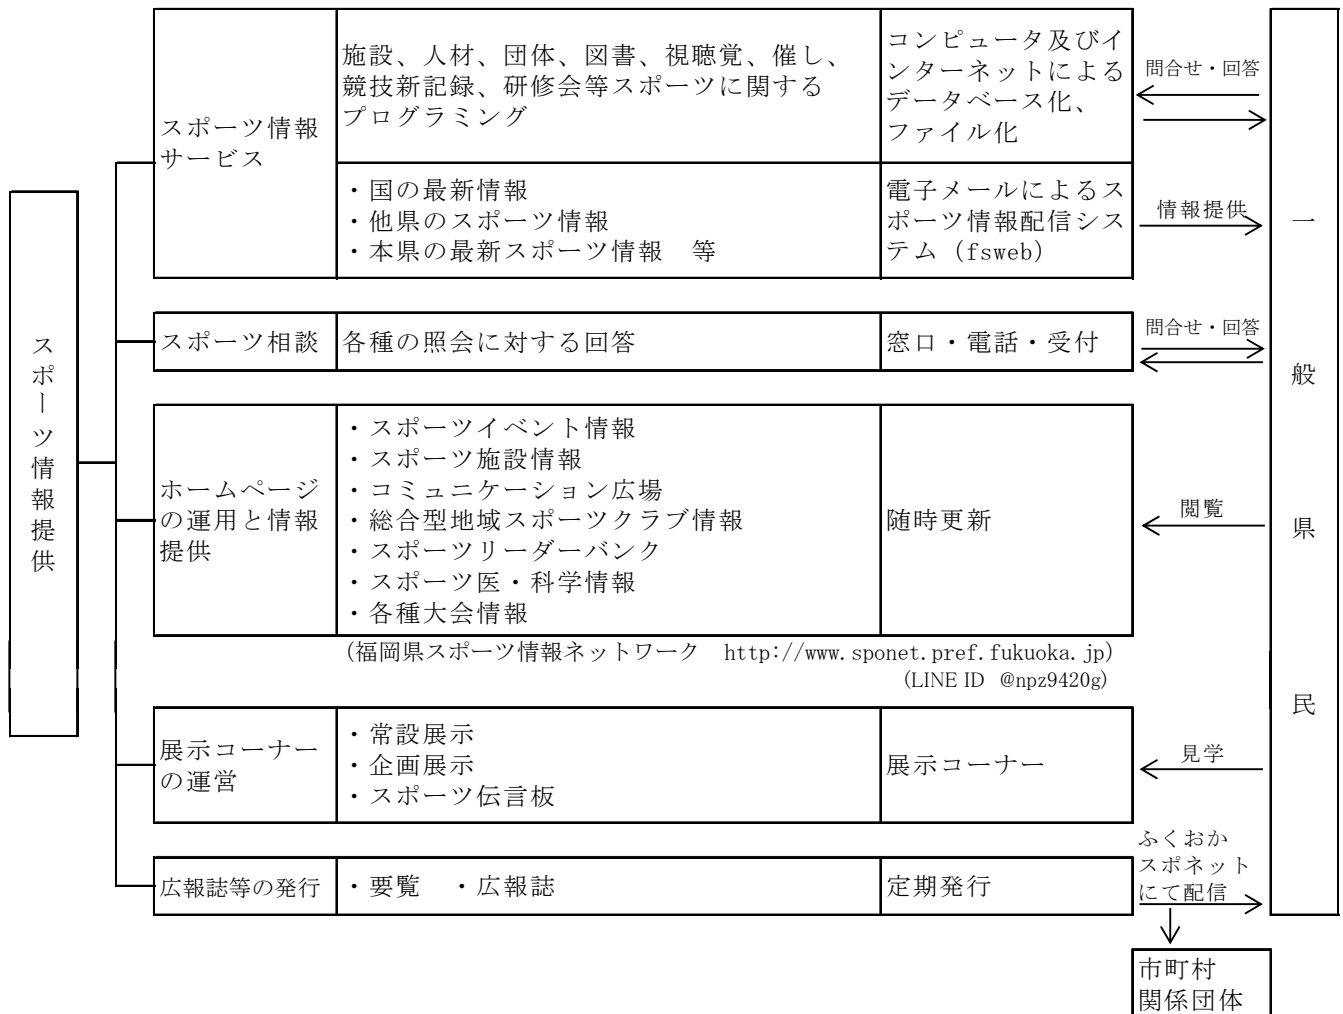 スポーツ情報提供
スポーツ情報
サービス
施設、人材、団体、図書、視聴覚、催し、
競技新記録、研修会等スポーツに関する
プログラミング
コンピュータ及びイ
ンターネットによる
データベース化、
ファイル化
問合せ・回答
・国の最新情報
・他県のスポーツ情報
・本県の最新スポーツ情報　等
電子メールによるス
ポーツ情報配信シス
テム（fsweb）
情報提供
スポーツ相談
各種の照会に対する回答
窓口・電話・受付
問合せ・回答
ホームページ
の運用と情報
提供
・スポーツイベント情報
・スポーツ施設情報
・コミュニケーション広場
・総合型地域スポーツクラブ情報
・スポーツリーダーバンク
・スポーツ医・科学情報
・各種大会情報
随時更新
閲覧
(福岡県スポーツ情報ネットワーク　http://www.sponet.pref.fukuoka.jp)
(LINE ID　@npz9420g)
展示コーナー
の運営
・常設展示
・企画展示
・スポーツ伝言板
展示コーナー
見学
広報誌等の発行
・要覧　・広報誌
定期発行
ふくおか
スポネット
にて配信
市町村
関係団体
一般県民